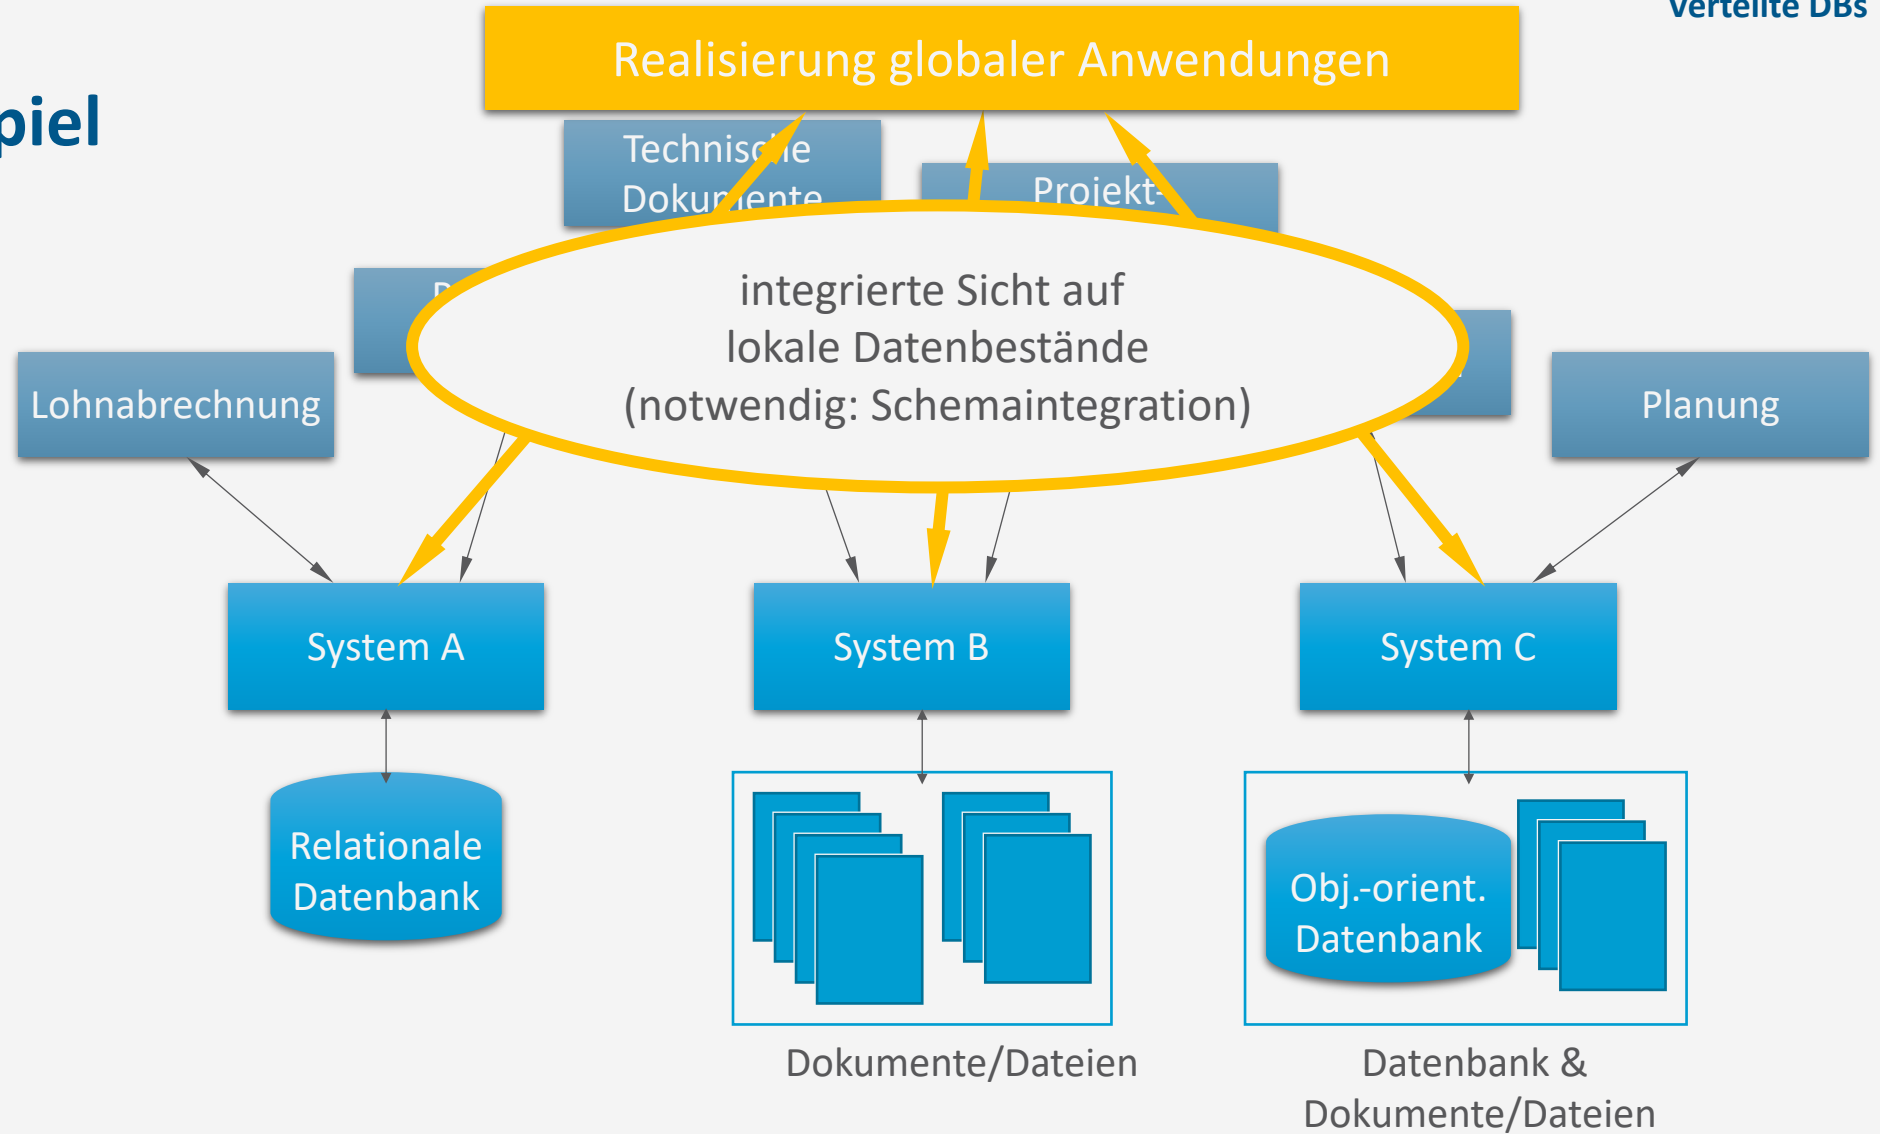 Verteilte DBs
Realisierung globaler Anwendungen
Technische
Dokumente
Projekt-
integrierte Sicht auf
lokale Datenbestände
(notwendig: Schemaintegration)
Lohnabrechnung
Planung
System A
System B
System C
Relationale
Datenbank
Obj.-orient.
Datenbank
Dokumente/Dateien
Datenbank &
Dokumente/Dateien